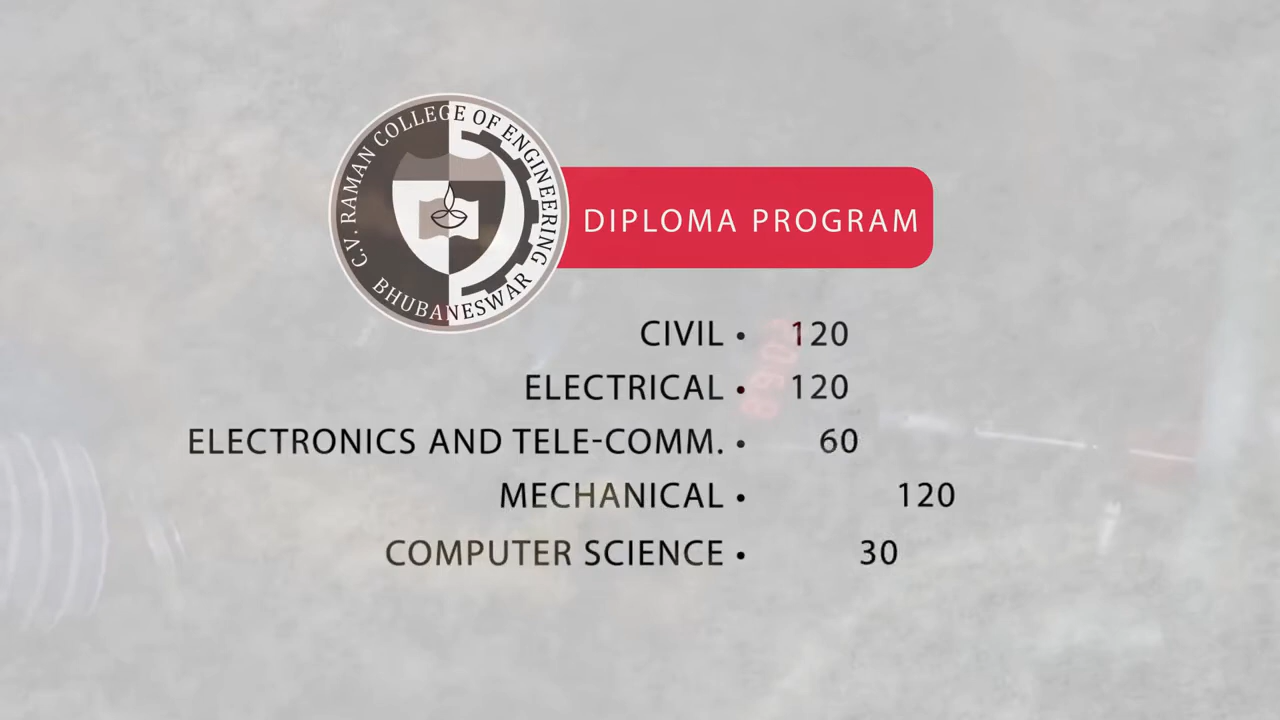 C.V. RAMAN COLLEGE OF ENGINEERING
BHUBANESWAR
DIPLOMA PROGRAM
CIVIL • 120
ELECTRICAL • 120
ELECTRONICS AND TELE-COMM. • 60
MECHANICAL • 120
COMPUTER SCIENCE • 30